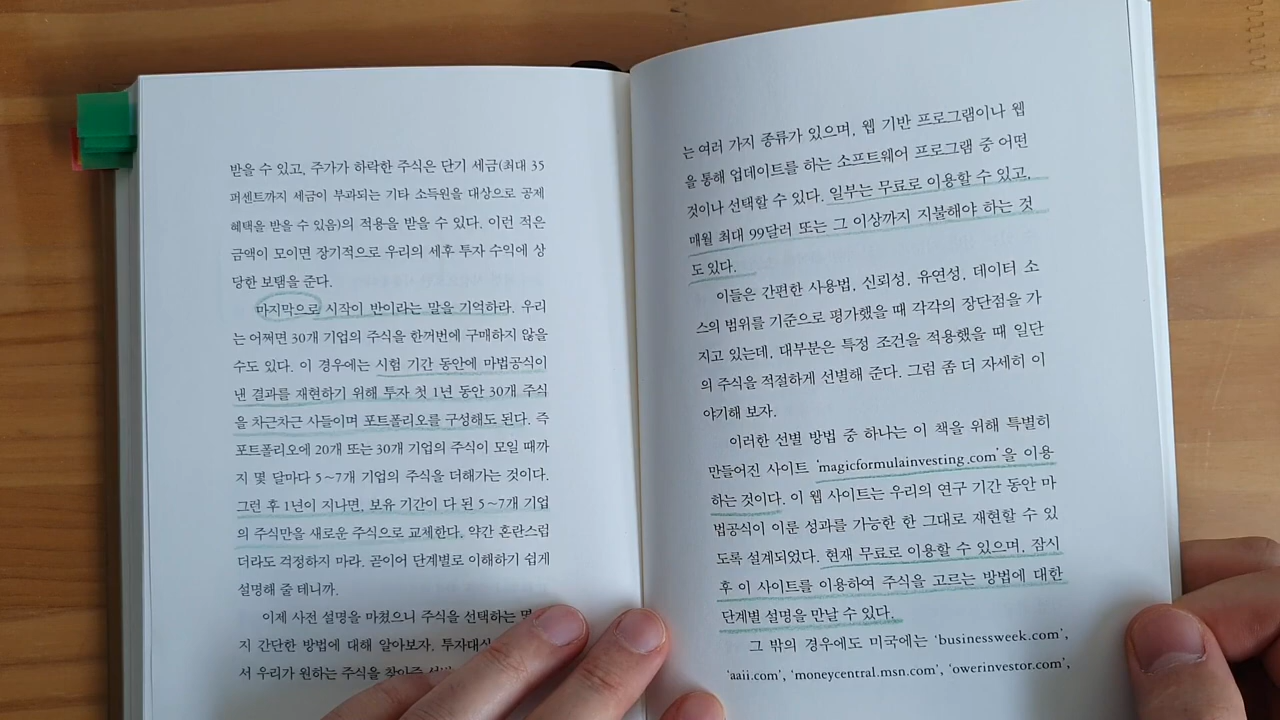 받을 수 있고, 주가가 하락한 주식은 단기 세금(최대 35
퍼센트까지 세금이 부과되는 기타 소득원을 대상으로 공제
혜택을 받을 수 있음)의 적용을 받을 수 있다. 이런 적은
금액이 모이면 장기적으로 우리의 세후 투자 수익에 상
당한 보탬을 준다.
마지막으로 시작이 반이라는 말을 기억하라. 우리
는 어쩌면 30개 기업의 주식을 한꺼번에 구매하지 않을
수도 있다. 이 경우에는 시험 기간 동안에 마법공식이
낸 결과를 재현하기 위해 투자 첫 1년 동안 30개 주식
을 차근차근 사들이며 포트폴리오를 구성해도 된다. 즉
포트폴리오에 20개 또는 30개 기업의 주식이 모일 때까
지 몇 달마다 5~7개 기업의 주식을 더해가는 것이다.
그런 후 1년이 지나면, 보유 기간이 다 된 5~7개 기업
의 주식만을 새로운 주식으로 교체한다. 약간 혼란스럽
더라도 걱정하지 마라. 곧이어 단계별로 이해하기 쉽게
설명해 줄 테니까.
이제 사전 설명을 마쳤으니 주식을 선택하는
지 간단한 방법에 대해 알아보자.
서 우리가 원하는 주식을
는 여러 가지 종류가 있으며, 웹 기반 프로그램이나 웹
을 통해 업데이트를 하는 소프트웨어 프로그램 중 어떤
것이나 선택할 수 있다. 일부는 무료로 이용할 수 있고,
매월 최대 99달러 또는 그 이상까지 지불해야 하는 것
도 있다.
이들은 간편한 사용법, 신뢰성, 유연성, 데이터 소
스의 범위를 기준으로 평가했을 때 각각의 장단점을 가
지고 있는데, 대부분은 특정 조건을 적용했을 때 일단
의 주식을 적절하게 선별해 준다. 그럼 좀 더 자세히 이
야기해 보자.
이러한 선별 방법 중 하나는 이 책을 위해 특별히
만들어진 사이트 'magicformulainvesting.com'을 이용
하는 것이다. 이 웹 사이트는 우리의 연구 기간 동안 마
법공식이 이룬 성과를 가능한 한 그대로 재현할 수 있
도록 설계되었다. 현재 무료로 이용할 수 있으며, 잠시
후 이 사이트를 이용하여 주식을 고르는 방법에 대한
단계별 설명을 만날 수 있다.
그 밖의 경우에도 미국에는 'businessweek.com',
'aaii.com', 'moneycentral.msn.com', 'owerinvestor.com',